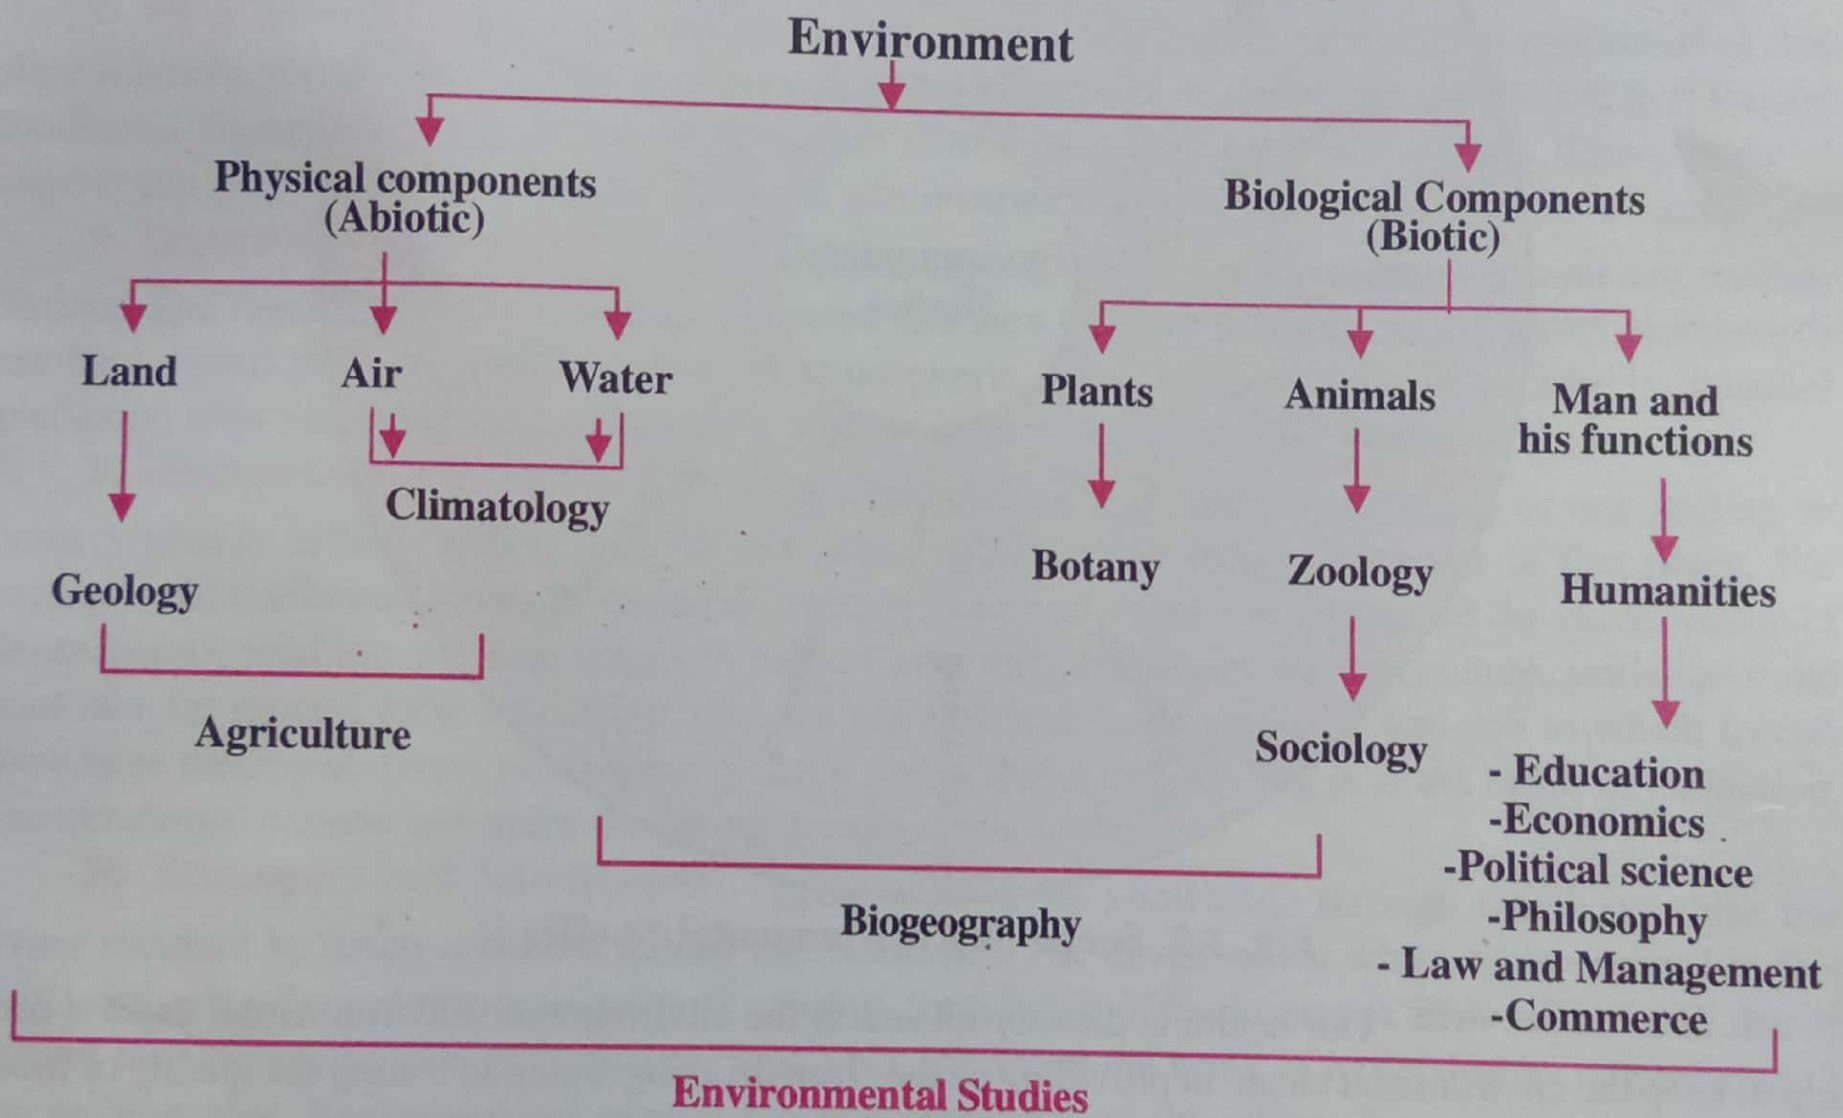 Environment
Physical components
(Abiotic)
Biological Components
(Biotic)
Land
Air
Water
Plants
Animals
Man and
his functions
Climatology
Geology
Botany
Zoology
Humanities
Agriculture
Sociology
- Education
-Economics
-Political science
-Philosophy
- Law and Management
-Commerce
Biogeography
Environmental Studies